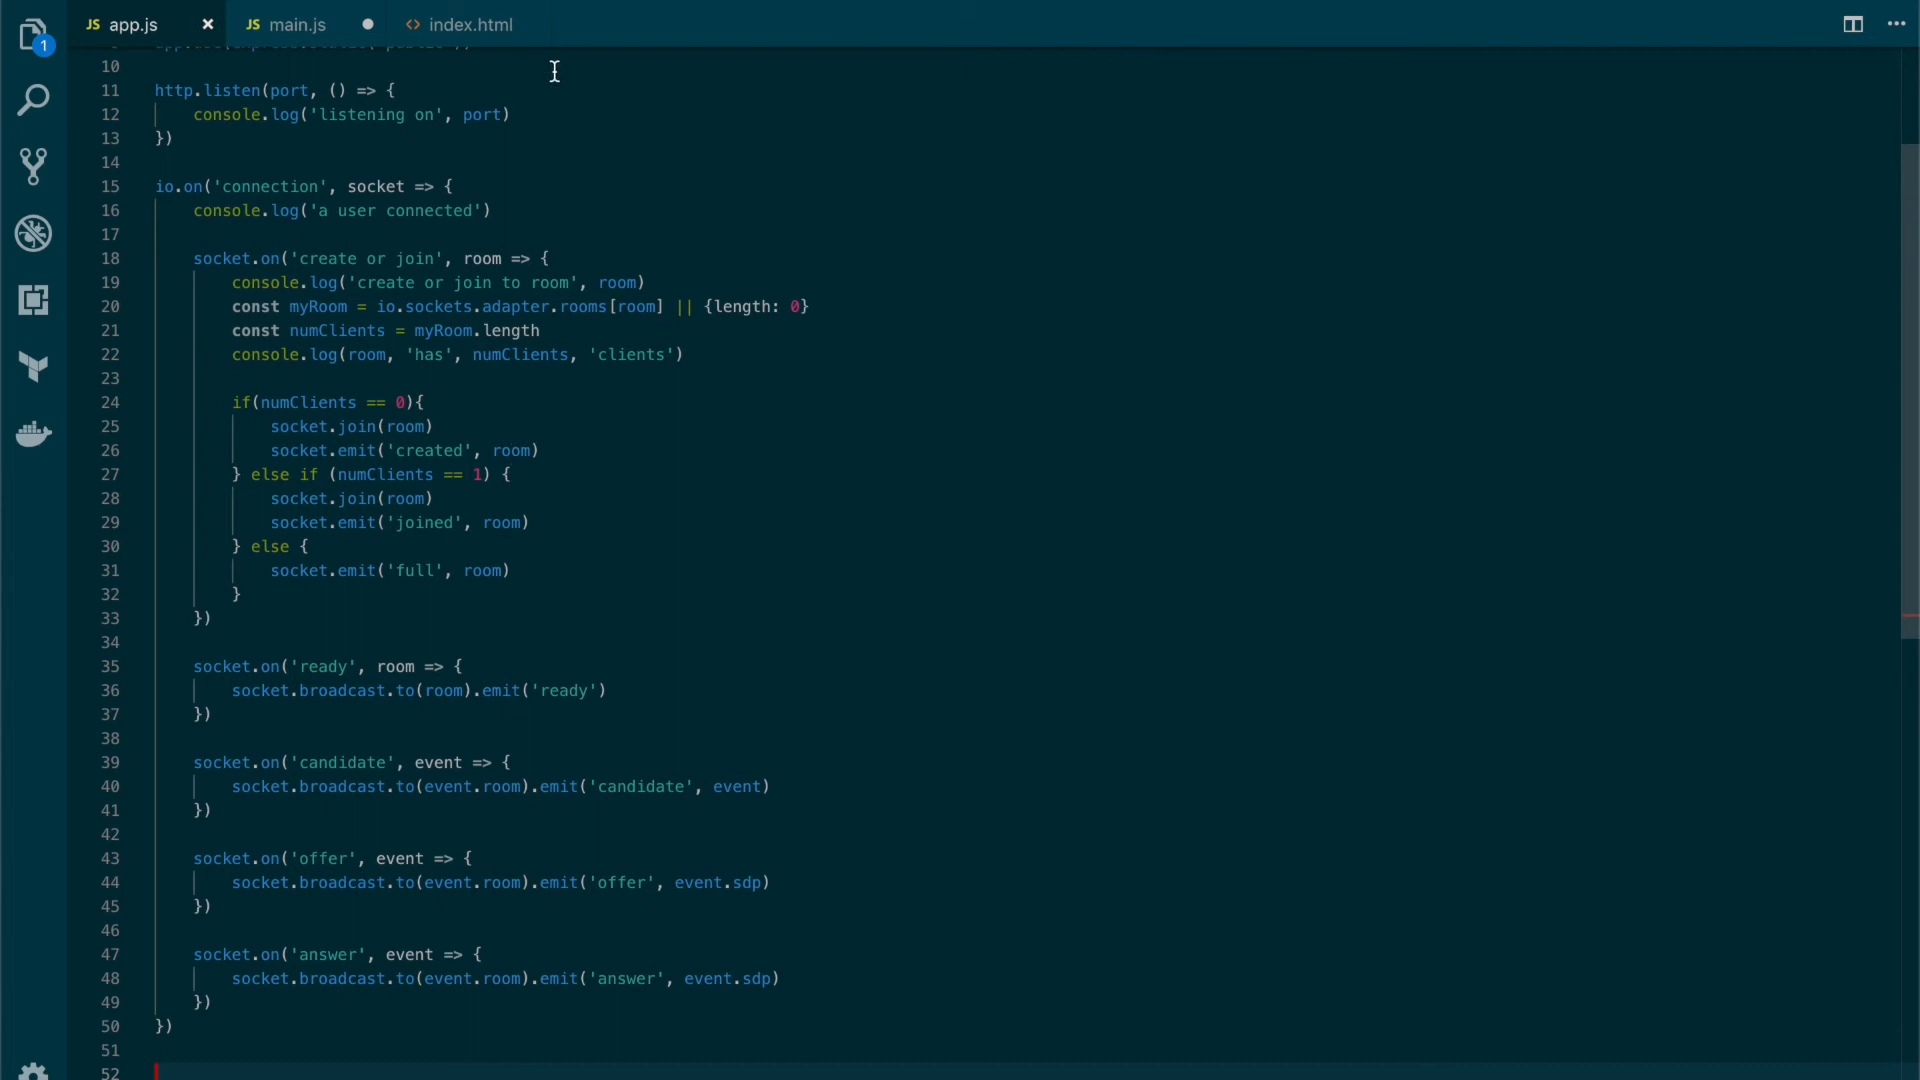 JS app.js × JS main.js ● <> index.html
1
10
11 http.listen(port, () => {
12 console.log('listening on', port)
13 })
14
15 io.on('connection', socket => {
16 console.log('a user connected')
17
18 socket.on('create or join', room => {
19 console.log('create or join to room', room)
20 const myRoom = io.sockets.adapter.rooms[room] || {length: 0}
21 const numClients = myRoom.length
22 console.log(room, 'has', numClients, 'clients')
23
24 if(numClients == 0){
25 socket.join(room)
26 socket.emit('created', room)
27 } else if (numClients == 1) {
28 socket.join(room)
29 socket.emit('joined', room)
30 } else {
31 socket.emit('full', room)
32 }
33 })
34
35 socket.on('ready', room => {
36 socket.broadcast.to(room).emit('ready')
37 })
38
39 socket.on('candidate', event => {
40 socket.broadcast.to(event.room).emit('candidate', event)
41 })
42
43 socket.on('offer', event => {
44 socket.broadcast.to(event.room).emit('offer', event.sdp)
45 })
46
47 socket.on('answer', event => {
48 socket.broadcast.to(event.room).emit('answer', event.sdp)
49 })
50 })
51
52